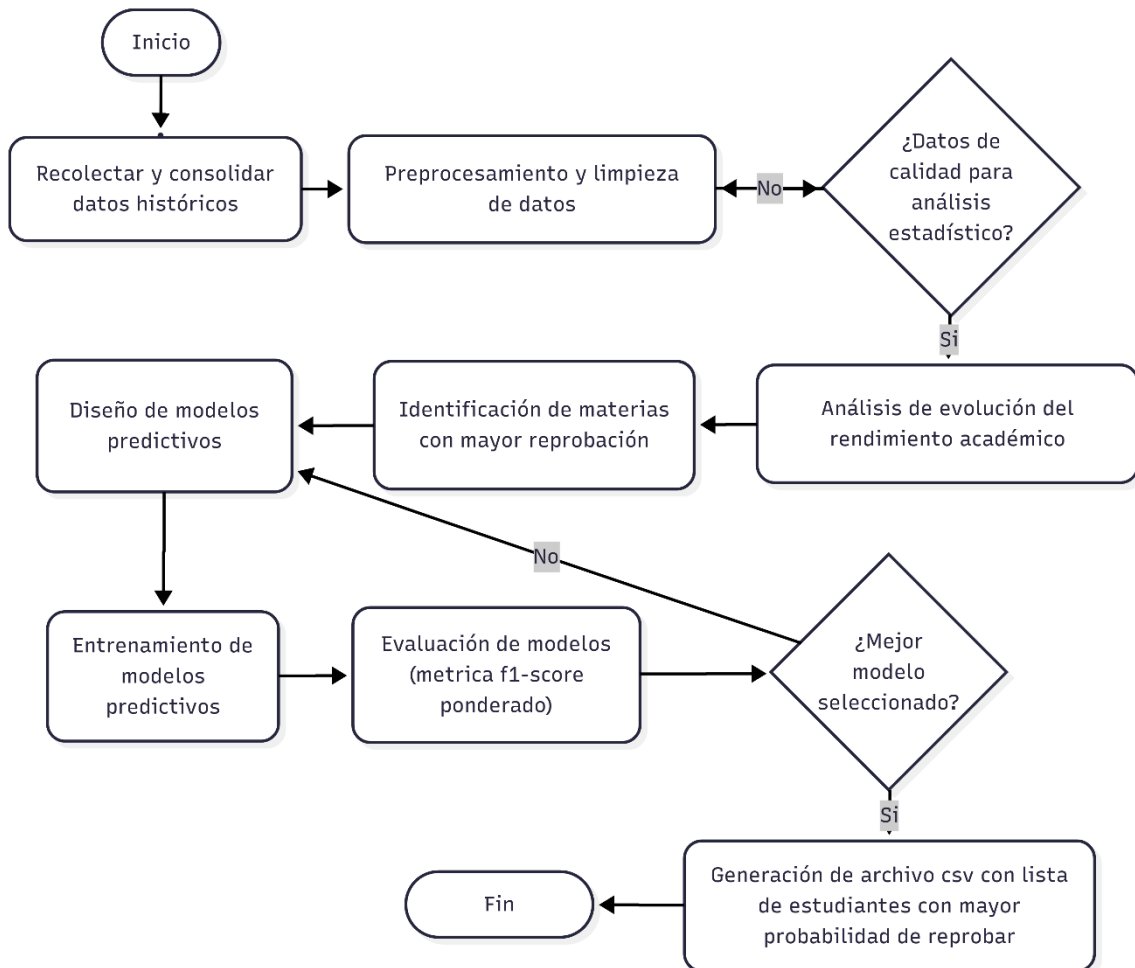 Inicio
Recolectar y consolidar
datos históricos
Preprocesamiento y limpieza
de datos
No
¿Datos de
calidad para
análisis
estadístico?
Si
Análisis de evolución del
rendimiento académico
Identificación de materias
con mayor reprobación
Diseño de modelos
predictivos
No
Entrenamiento de
modelos
predictivos
Evaluación de modelos
(metrica f1-score
ponderado)
¿Mejor
modelo
seleccionado?
Si
Generación de archivo csv con lista
de estudiantes con mayor
probabilidad de reprobar
Fin